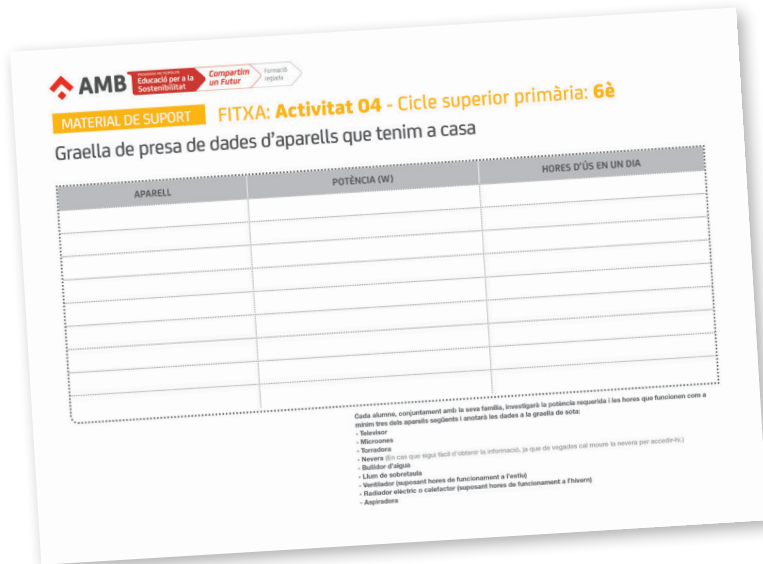 AMB
PROGRAMA METROPOLITÀ
Educació per a la
Sostenibilitat
Compartim
un Futur
Formació
reglada
MATERIAL DE SUPORT
FITXA: Activitat 04 - Cicle superior primària: 6è
Graella de presa de dades d'aparells que tenim a casa
APARELL
POTÈNCIA (W)
HORES D'ÚS EN UN DIA
Cada alumne, conjuntament amb la seva família, investigarà la potència requerida i les hores que funcionen com a
mínim tres dels aparells següents i anotarà les dades a la graella de sota:
- Televisor
- Microones
- Torradora
- Nevera (En cas que sigui fàcil d'obtenir la informació, ja que de vegades cal moure la nevera per accedir-hi.)
- Bullidor d'aigua
- Llum de sobretaula
- Ventilador (suposant hores de funcionament a l'estiu)
- Radiador elèctric o calefactor (suposant hores de funcionament a l'hivern)
- Aspiradora